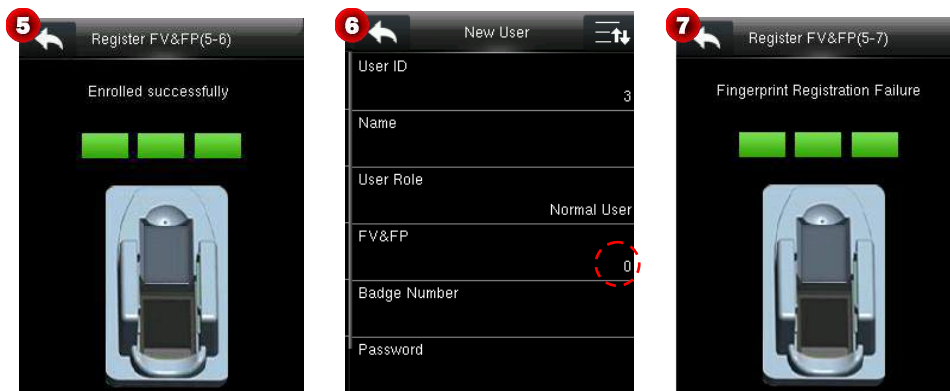 5
Register FV&FP(5-6)
Enrolled successfully
6
New User
User ID
3
Name
User Role
Normal User
FV&FP
0
Badge Number
Password
7
Register FV&FP(5-7)
Fingerprint Registration Failure